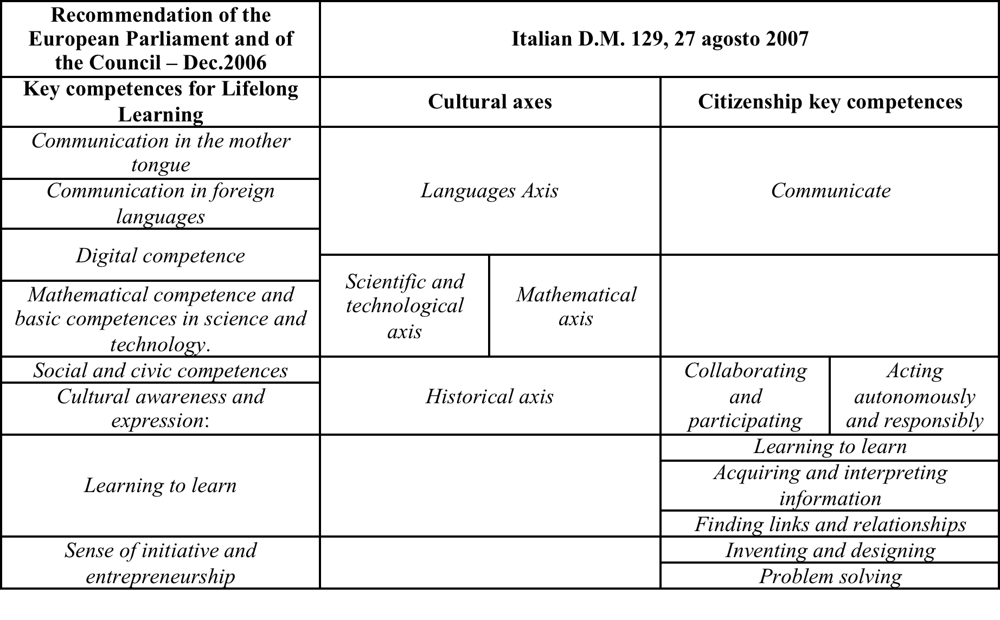 Recommendation of the
European Parliament and of
the Council – Dec.2006
Italian D.M. 129, 27 agosto 2007
Key competences for Lifelong
Learning
Cultural axes
Citizenship key competences
Communication in the mother
tongue
Communication in foreign
languages
Digital competence
Languages Axis
Communicate
Mathematical competence and
basic competences in science and
technology.
Scientific and
technological
axis
Mathematical
axis
Social and civic competences
Cultural awareness and
expression:
Historical axis
Collaborating
and
participating
Acting
autonomously
and responsibly
Learning to learn
Learning to learn
Acquiring and interpreting
information
Finding links and relationships
Sense of initiative and
entrepreneurship
Inventing and designing
Problem solving